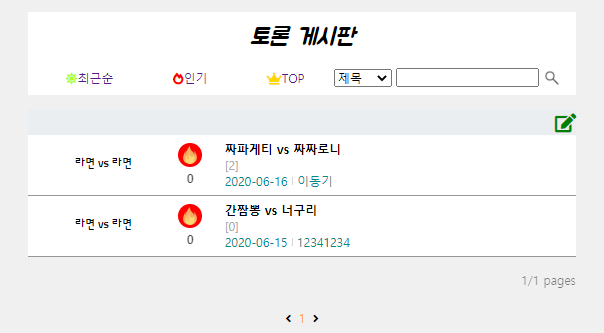 토론 게시판
최근순 인기 TOP 제목
라면 vs 라면
0
짜파게티 vs 짜짜로니
[2]
2020-06-16 | 이동기
라면 vs 라면
0
간짬뽕 vs 너구리
[0]
2020-06-15 | 12341234
1/1 pages
1